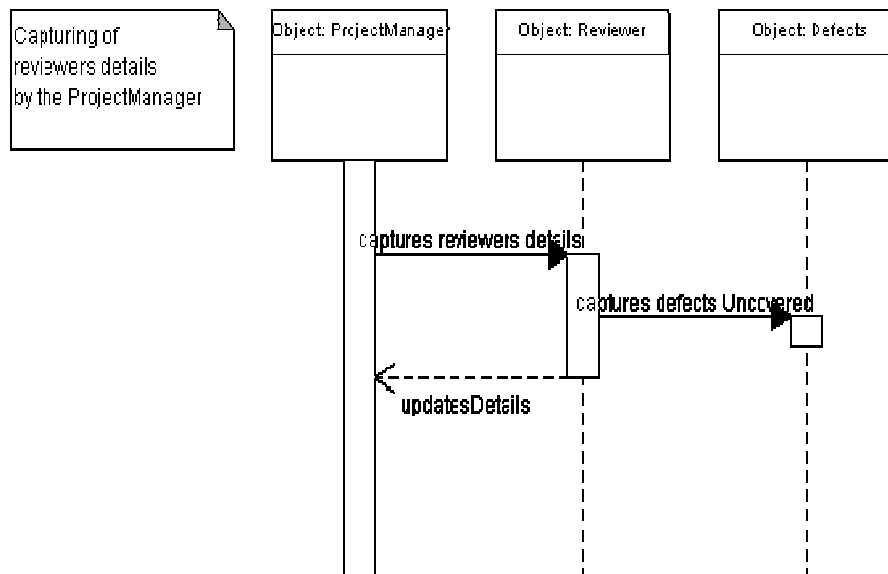 Capturing of
reviewers details
by the ProjectManager
Object: ProjectManager
Object: Reviewer
Object: Defects
captures reviewers details
captures defects Uncovered
updatesDetails